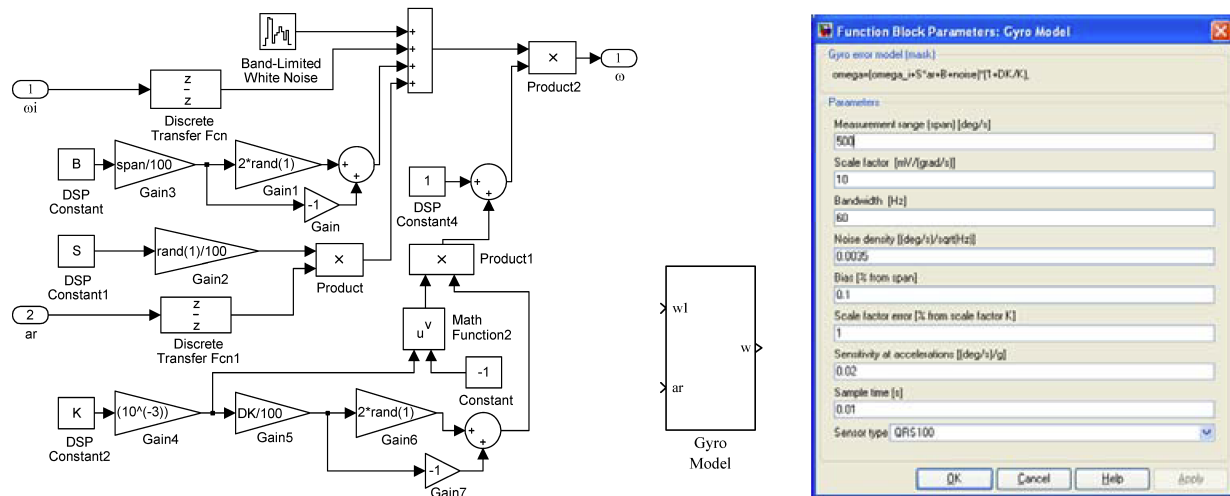 Band-Limited
White Noise
1
ωi
z
z
Discrete
Transfer Fcn
+
+
+
+
×
Product2
1
ω
B
DSP
Constant
span/100
Gain3
2*rand(1)
Gain1
-1
Gain
+
+
1
DSP
Constant4
+
+
S
DSP
Constant1
rand(1)/100
Gain2
×
Product
×
Product1
2
ar
z
z
Discrete
Transfer Fcn1
u^v
Math
Function2
-1
Constant
K
DSP
Constant2
(10^(-3))
Gain4
DK/100
Gain5
2*rand(1)
Gain6
-1
Gain7
+
+
w1
ar
w
Gyro
Model
Function Block Parameters: Gyro Model
Gyro error model (mask)
omega=(omega_i+S*ar+B+noise)*(1+DK/K),
Parameters
Measurement range (span) [deg/s]
500
Scale factor [mV/(grad/s)]
10
Bandwidth [Hz]
60
Noise density [(deg/s)/sqrt(Hz)]
0.0035
Bias [% from span]
0.1
Scale factor error [% from scale factor K]
1
Sensitivity at accelerations [(deg/s)/g]
0.02
Sample time [s]
0.01
Sensor type QRS100
OK Cancel Help Apply